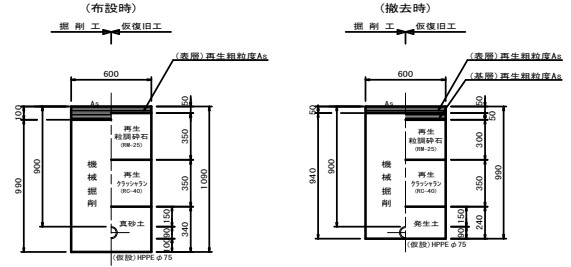 (布設時)
掘削工 仮復旧工
(表層)再生粗粒度As
600
As
100
50
再生
粒調砕石
(RM-25)
350
900
機械掘削
990
再生
クラッシャラン
(RC-40)
350
1090
真砂土
150
90
100
340
(仮設)HPPEφ75
(撤去時)
掘削工 仮復旧工
(表層)再生粗粒度As
(基層)再生粗粒度As
600
As
50
50
50
再生
粒調砕石
(RM-25)
300
900
940
機械掘削
再生
クラッシャラン
(RC-40)
350
990
発生土
150
90
240
(仮設)HPPEφ75